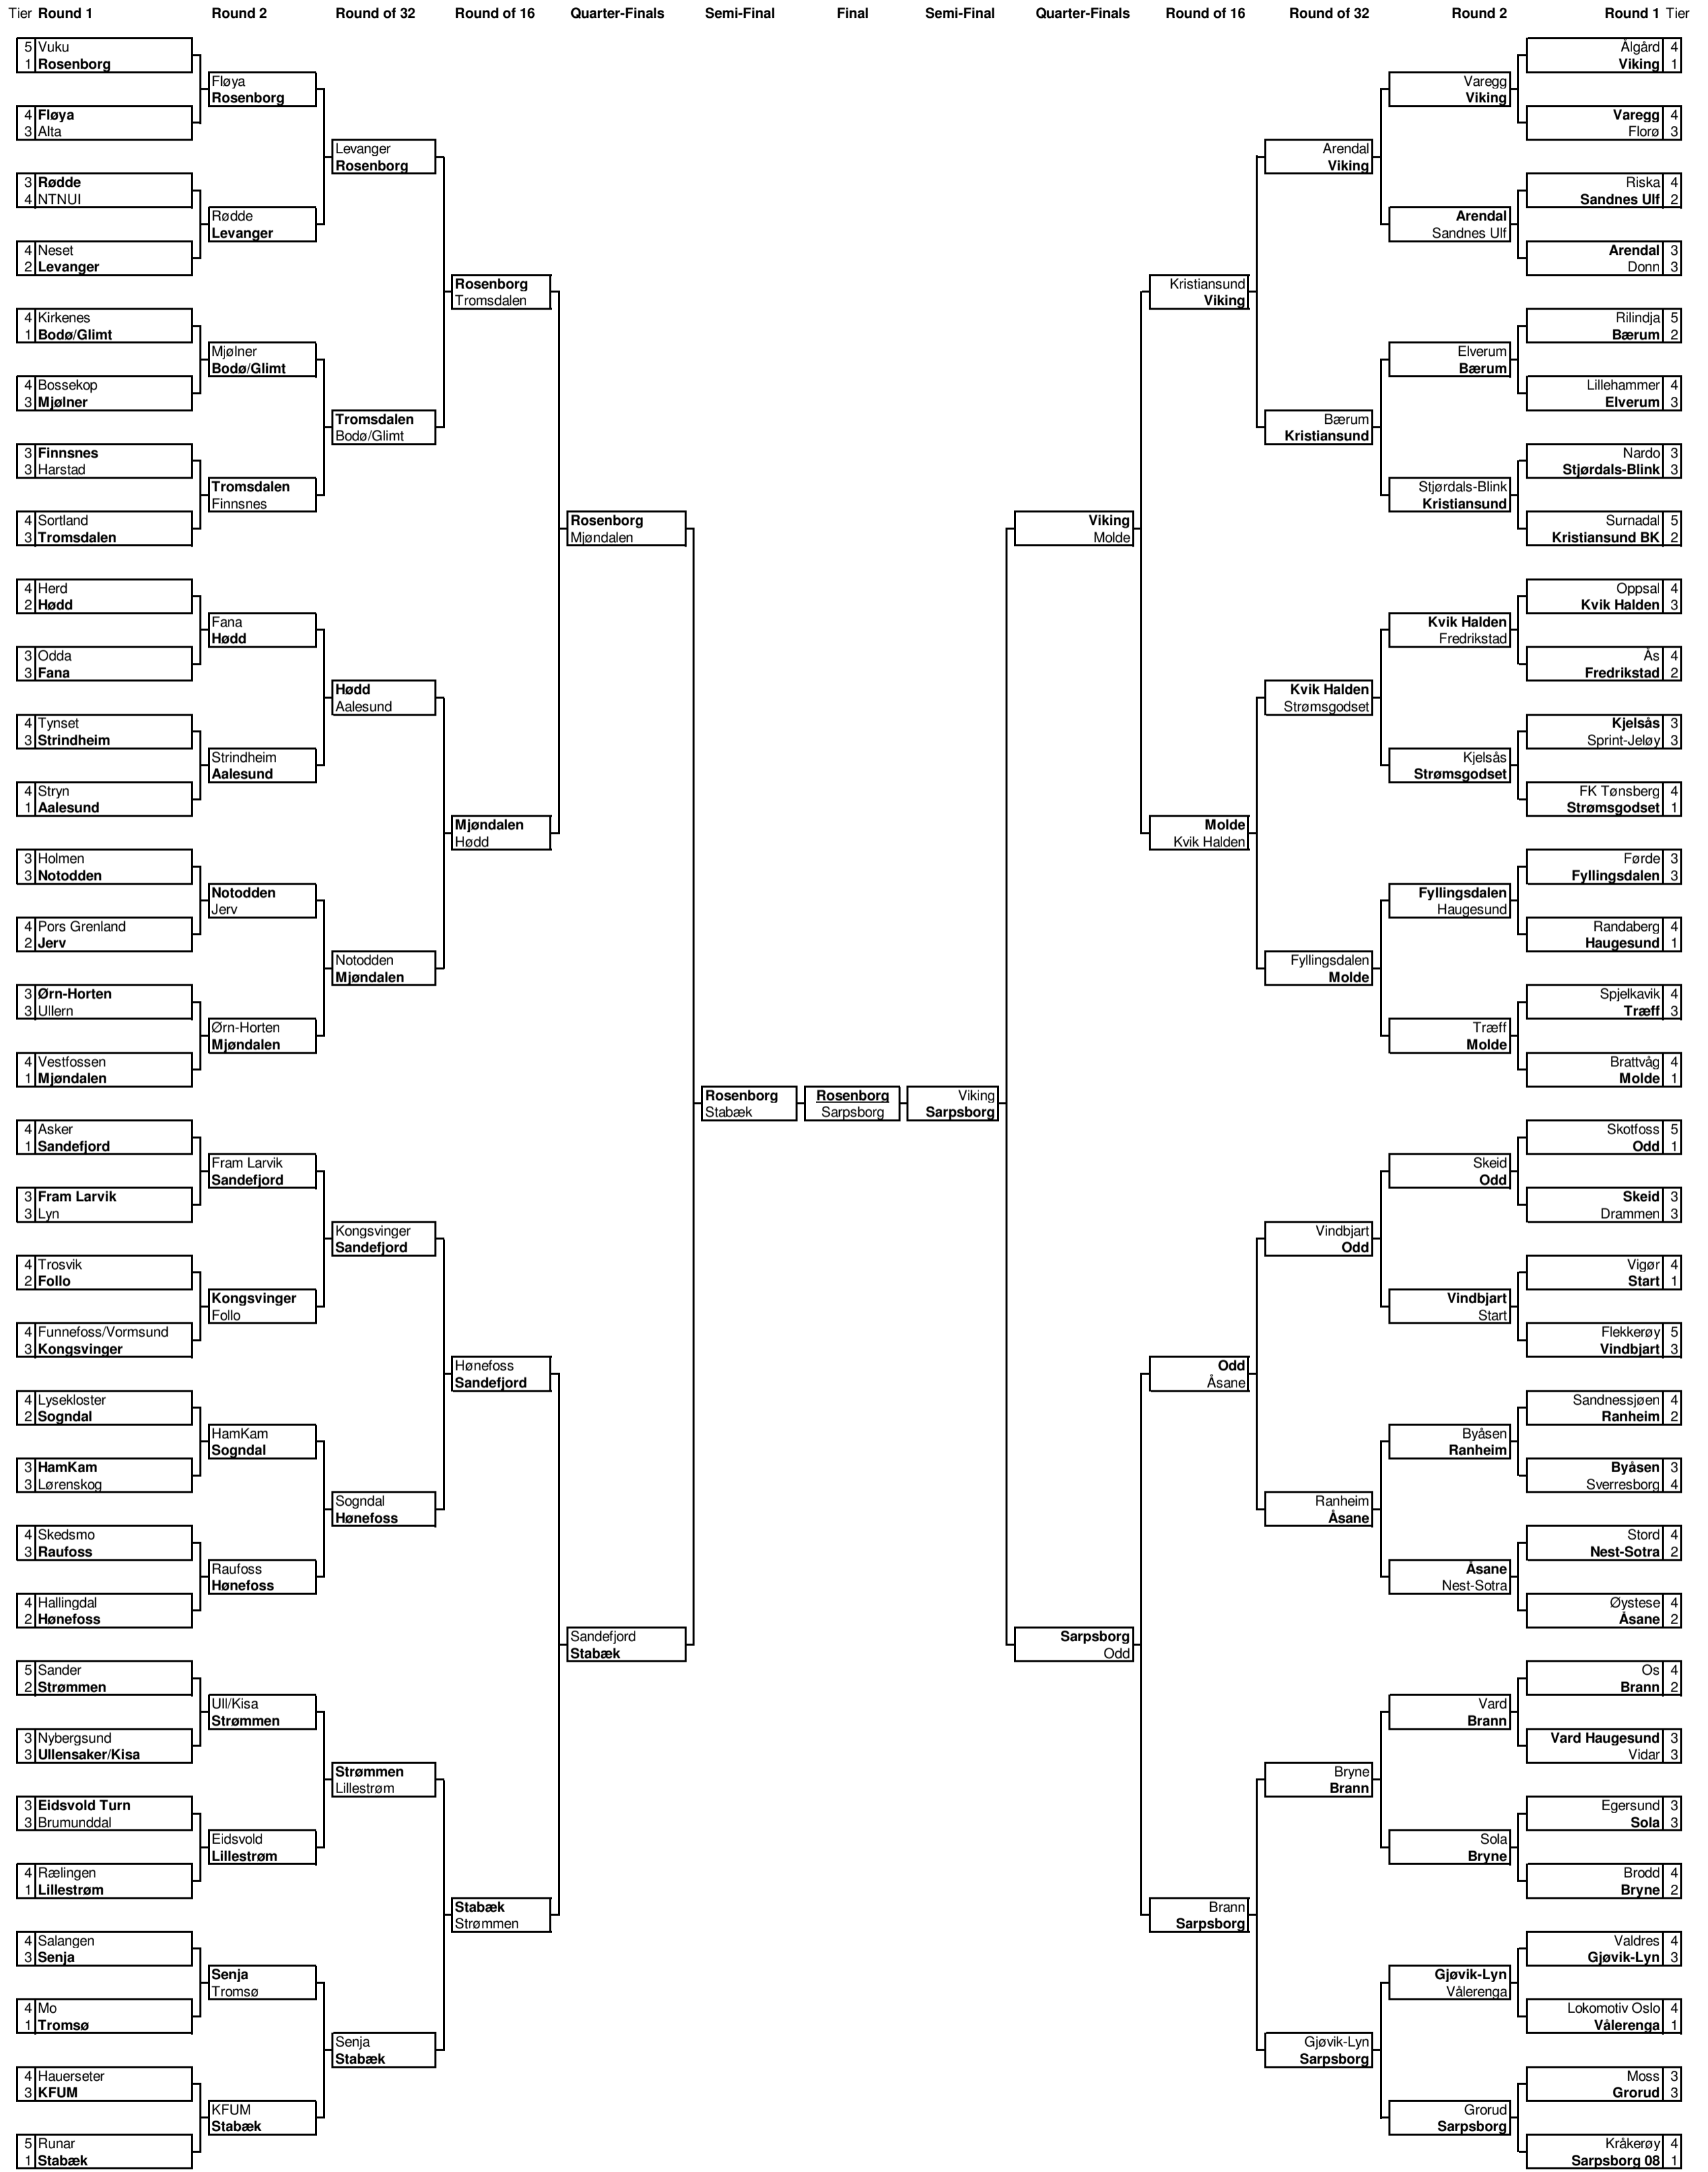 Tier Round 1 Round 2 Round of 32 Round of 16 Quarter-Finals Semi-Final Final Semi-Final Quarter-Finals Round of 16 Round of 32 Round 2 Round 1 Tier
5 Vuku
1 Rosenborg
4 Fløya
3 Alta
3 Rødde
4 NTNUI
4 Neset
2 Levanger
4 Kirkenes
1 Bodø/Glimt
4 Bossekop
3 Mjølner
3 Finnsnes
3 Harstad
4 Sortland
3 Tromsdalen
4 Herd
2 Hødd
3 Odda
3 Fana
4 Tynset
3 Strindheim
4 Stryn
1 Aalesund
3 Holmen
3 Notodden
4 Pors Grenland
2 Jerv
3 Ørn-Horten
3 Ullern
4 Vestfossen
1 Mjøndalen
4 Asker
1 Sandefjord
3 Fram Larvik
3 Lyn
4 Trosvik
2 Follo
4 Funnefoss/Vormsund
3 Kongsvinger
4 Lysekloster
2 Sogndal
3 HamKam
3 Lørenskog
4 Skedsmo
3 Raufoss
4 Hallingdal
2 Hønefoss
5 Sander
2 Strømmen
3 Nybergsund
3 Ullensaker/Kisa
3 Eidsvold Turn
3 Brumunddal
4 Rælingen
1 Lillestrøm
4 Salangen
3 Senja
4 Mo
1 Tromsø
4 Hauerseter
3 KFUM
5 Runar
1 Stabæk
Fløya
Rosenborg
Rødde
Levanger
Mjølner
Bodø/Glimt
Tromsdalen
Finnsnes
Fana
Hødd
Strindheim
Aalesund
Notodden
Jerv
Ørn-Horten
Mjøndalen
Fram Larvik
Sandefjord
Kongsvinger
Follo
HamKam
Sogndal
Raufoss
Hønefoss
Ull/Kisa
Strømmen
Eidsvold
Lillestrøm
Senja
Tromsø
KFUM
Stabæk
Levanger
Rosenborg
Tromsdalen
Bodø/Glimt
Hødd
Aalesund
Notodden
Mjøndalen
Kongsvinger
Sandefjord
Sogndal
Hønefoss
Strømmen
Lillestrøm
Senja
Stabæk
Rosenborg
Tromsdalen
Mjøndalen
Hødd
Hønefoss
Sandefjord
Stabæk
Strømmen
Rosenborg
Mjøndalen
Sandefjord
Stabæk
Rosenborg
Stabæk
Rosenborg
Sarpsborg
Viking
Sarpsborg
Viking
Molde
Sarpsborg
Odd
Kristiansund
Viking
Molde
Kvik Halden
Odd
Åsane
Brann
Sarpsborg
Arendal
Viking
Bærum
Kristiansund
Kvik Halden
Strømsgodset
Fyllingsdalen
Molde
Vindbjart
Odd
Ranheim
Åsane
Bryne
Brann
Gjøvik-Lyn
Sarpsborg
Varegg
Viking
Arendal
Sandnes Ulf
Elverum
Bærum
Stjørdals-Blink
Kristiansund
Kvik Halden
Fredrikstad
Kjelsås
Strømsgodset
Fyllingsdalen
Haugesund
Træff
Molde
Skeid
Odd
Vindbjart
Start
Byåsen
Ranheim
Åsane
Nest-Sotra
Vard
Brann
Sola
Bryne
Gjøvik-Lyn
Vålerenga
Grorud
Sarpsborg
Ålgård 4
Viking 1
Varegg 4
Florø 3
Riska 4
Sandnes Ulf 2
Arendal 3
Donn 3
Rilindja 5
Bærum 2
Lillehammer 4
Elverum 3
Nardo 3
Stjørdals-Blink 3
Surnadal 5
Kristiansund BK 2
Oppsal 4
Kvik Halden 3
Ås 4
Fredrikstad 2
Kjelsås 3
Sprint-Jeløy 3
FK Tønsberg 4
Strømsgodset 1
Førde 3
Fyllingsdalen 3
Randaberg 4
Haugesund 1
Spjelkavik 4
Træff 3
Brattvåg 4
Molde 1
Skotfoss 5
Odd 1
Skeid 3
Drammen 3
Vigør 4
Start 1
Flekkerøy 5
Vindbjart 3
Sandnessjøen 4
Ranheim 2
Byåsen 3
Sverresborg 4
Stord 4
Nest-Sotra 2
Øystese 4
Åsane 2
Os 4
Brann 2
Vard Haugesund 3
Vidar 3
Egersund 3
Sola 3
Brodd 4
Bryne 2
Valdres 4
Gjøvik-Lyn 3
Lokomotiv Oslo 4
Vålerenga 1
Moss 3
Grorud 3
Kråkerøy 4
Sarpsborg 08 1